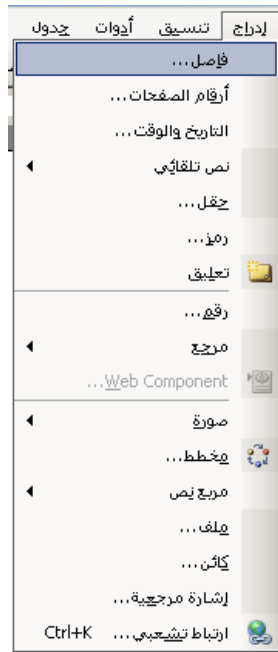 إدراج تنسيق أدوات جدول
فاصل...
أرقام الصفحات...
التاريخ والوقت...
نص تلقائي
حقل...
رمز...
تعليق
رقم...
مرجع
Web Component...
صورة
مخطط...
مربع نص
ملف...
كائن...
إشارة مرجعية...
ارتباط تشعبي... Ctrl+K